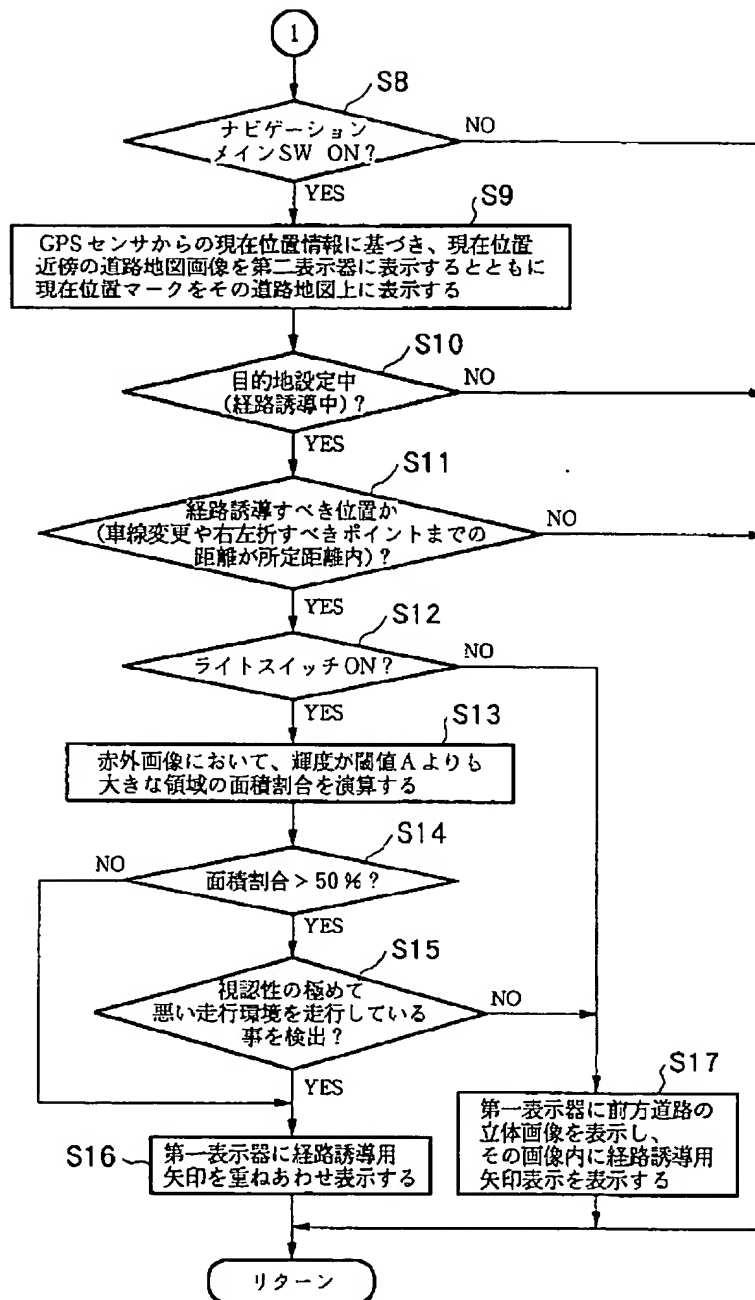 1
S8
ナビゲーション
メインSW ON?
NO
YES
S9
GPSセンサからの現在位置情報に基づき、現在位置
近傍の道路地図画像を第二表示器に表示するとともに
現在位置マークをその道路地図上に表示する
S10
目的地設定中
(経路誘導中)?
NO
YES
S11
経路誘導すべき位置か
(車線変更や右左折すべきポイントまでの
距離が所定距離内)?
NO
YES
S12
ライトスイッチON?
NO
YES
S13
赤外画像において、輝度が閾値Aよりも
大きな領域の面積割合を演算する
S14
NO
面積割合>50%?
YES
S15
視認性の極めて
悪い走行環境を走行している
事を検出?
NO
YES
S16
第一表示器に経路誘導用
矢印を重ねあわせ表示する
S17
第一表示器に前方道路の
立体画像を表示し、
その画像内に経路誘導用
矢印表示を表示する
リターン